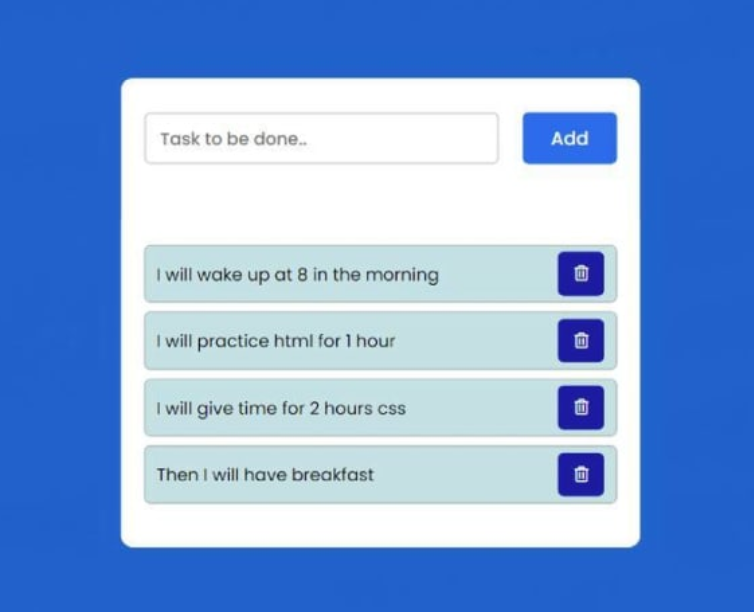 Task to be done..
Add
I will wake up at 8 in the morning
I will practice html for 1 hour
I will give time for 2 hours css
Then I will have breakfast